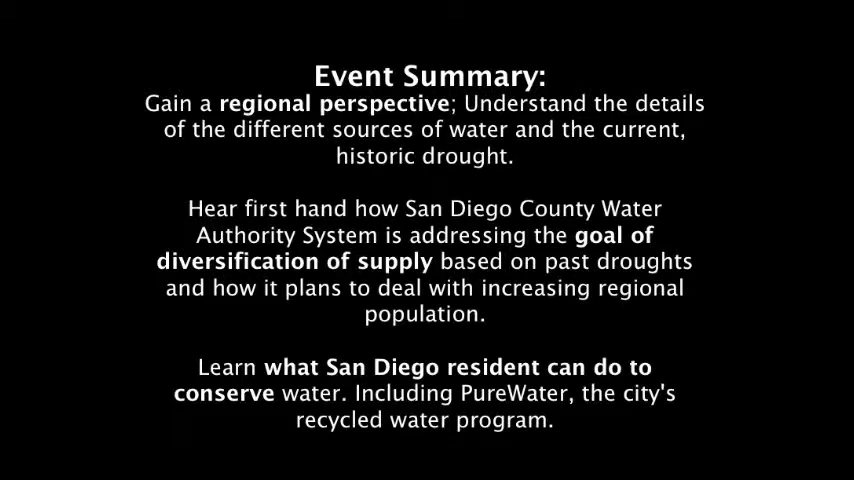 Event Summary:
Gain a regional perspective; Understand the details
of the different sources of water and the current,
historic drought.
Hear first hand how San Diego County Water
Authority System is addressing the goal of
diversification of supply based on past droughts
and how it plans to deal with increasing regional
population.
Learn what San Diego resident can do to
conserve water. Including PureWater, the city's
recycled water program.